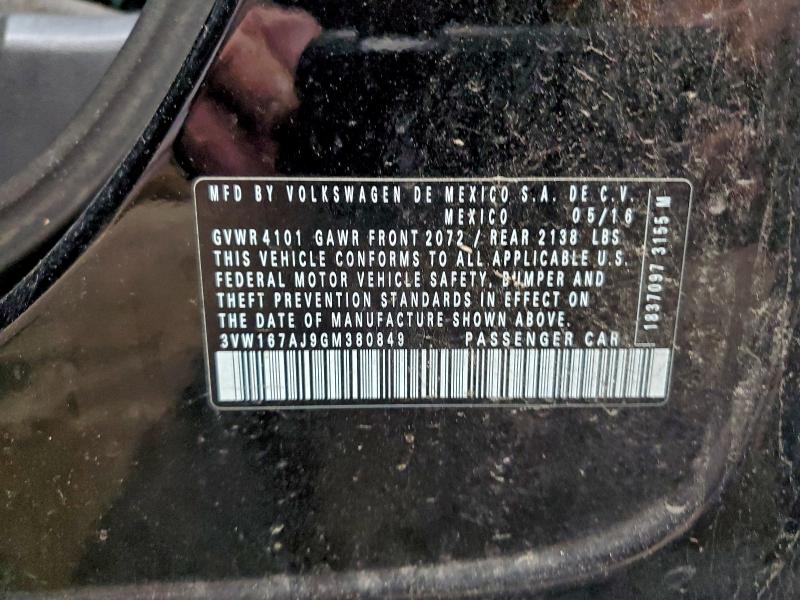 MFD BY VOLKSWAGEN DE MEXICO S.A. DE C.V.
MEXICO 05/16
GVWR 4101 GAWR FRONT 2072 / REAR 2138 LBS
THIS VEHICLE CONFORMS TO ALL APPLICABLE U.S.
FEDERAL MOTOR VEHICLE SAFETY, BUMPER AND
THEFT PREVENTION STANDARDS IN EFFECT ON
THE DATE OF MANUFACTURE SHOWN ABOVE.
3VW167AJ9GM380849 PASSENGER CAR
1837097 3155 M